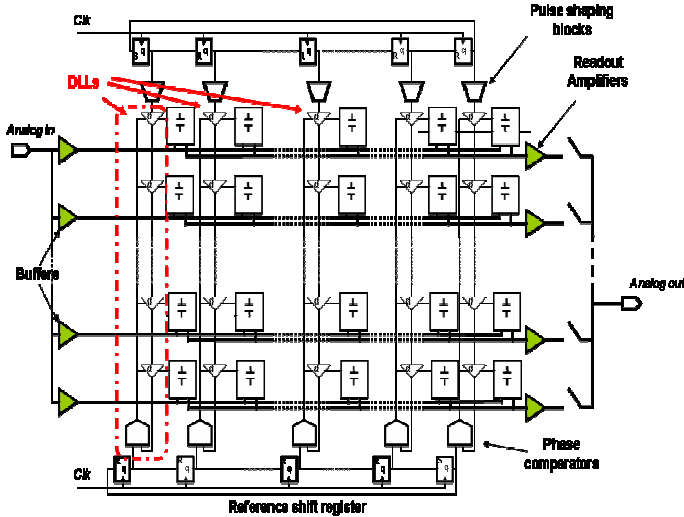 Clk
Pulse shaping
blocks
Readout
Amplifiers
DLLs
Analog in
Buffers
Analog out
Phase
comparators
Clk
Reference shift register